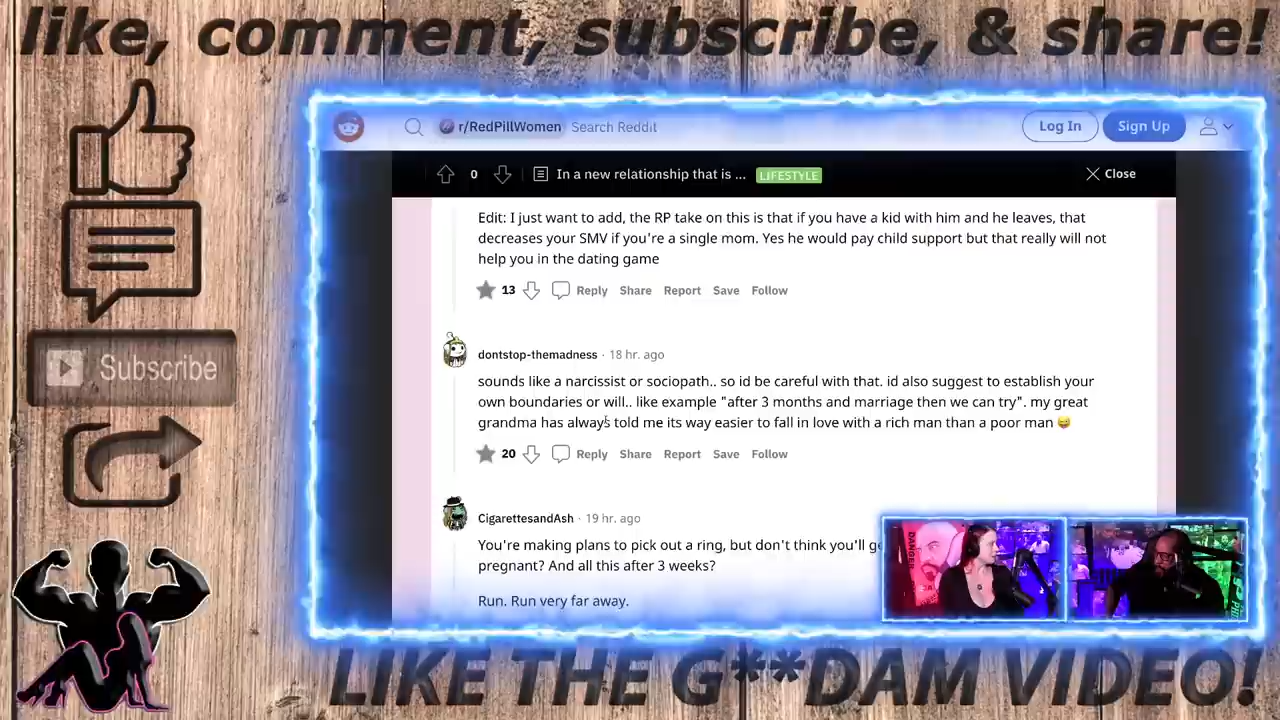 like, comment, subscribe, & share!
r/RedPillWomen Search Reddit
Log In
Sign Up
0
In a new relationship that is ...
LIFESTYLE
Close
Edit: I just want to add, the RP take on this is that if you have a kid with him and he leaves, that
decreases your SMV if you're a single mom. Yes he would pay child support but that really will not
help you in the dating game
13 Reply Share Report Save Follow
dontstop-themadness · 18 hr. ago
sounds like a narcissist or sociopath.. so id be careful with that. id also suggest to establish your
own boundaries or will.. like example "after 3 months and marriage then we can try". my great
grandma has always told me its way easier to fall in love with a rich man than a poor man 😜
20 Reply Share Report Save Follow
CigarettesandAsh · 19 hr. ago
You're making plans to pick out a ring, but don't think you'll ge
pregnant? And all this after 3 weeks?
Run. Run very far away.
Subscribe
LIKE THE G**DAM VIDEO!